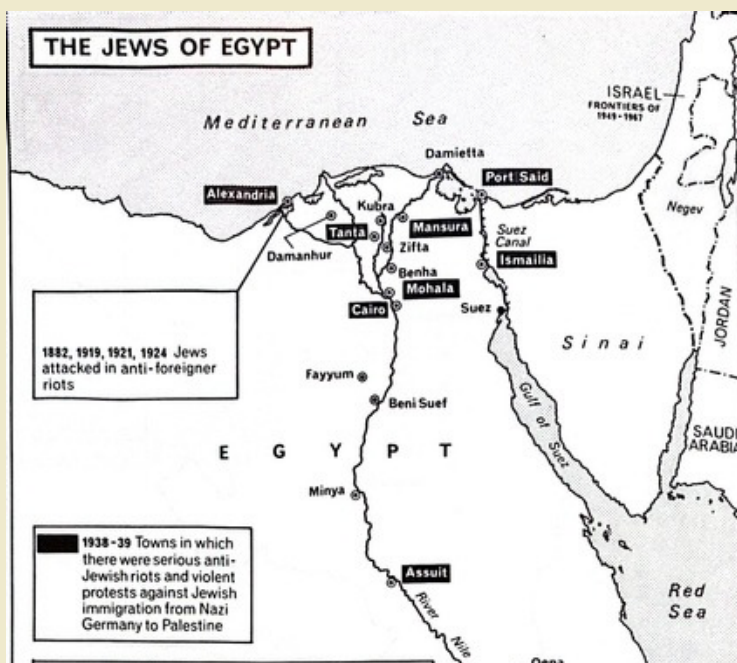 THE JEWS OF EGYPT
ISRAEL
FRONTIERS OF
1949-1967
Mediterranean Sea
Damietta
Alexandria
Port Said
Kubra
Negev
Tanta
Mansura
Suez
Canal
Zifta
Damanhur
Ismailia
Benha
Mohala
Cairo
Suez
JORDAN
Sinai
1882, 1919, 1921, 1924 Jews
attacked in anti-foreigner
riots
Fayyum
Beni Suef
Gulf of Suez
SAUDI
ARABIA
EGYPT
Minya
1938-39 Towns in which
there were serious anti-
Jewish riots and violent
protests against Jewish
immigration from Nazi
Germany to Palestine
Assuit
River Nile
Red
Sea